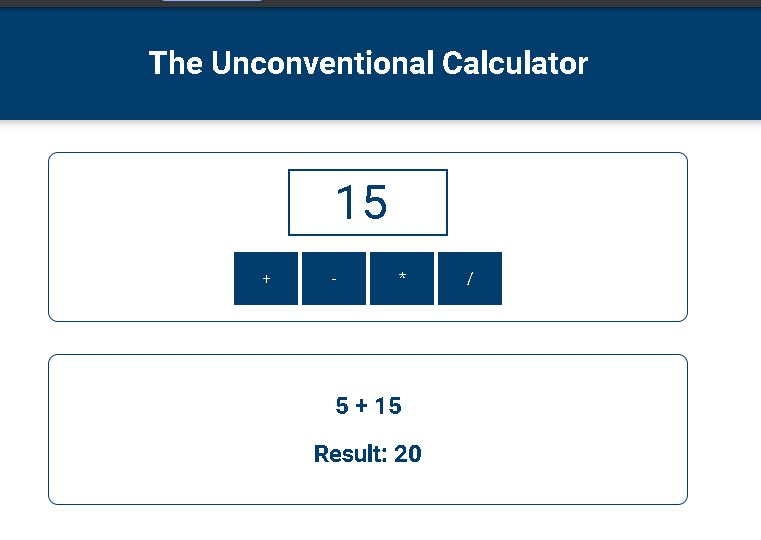 The Unconventional Calculator
15
+ - * /
5 + 15
Result: 20